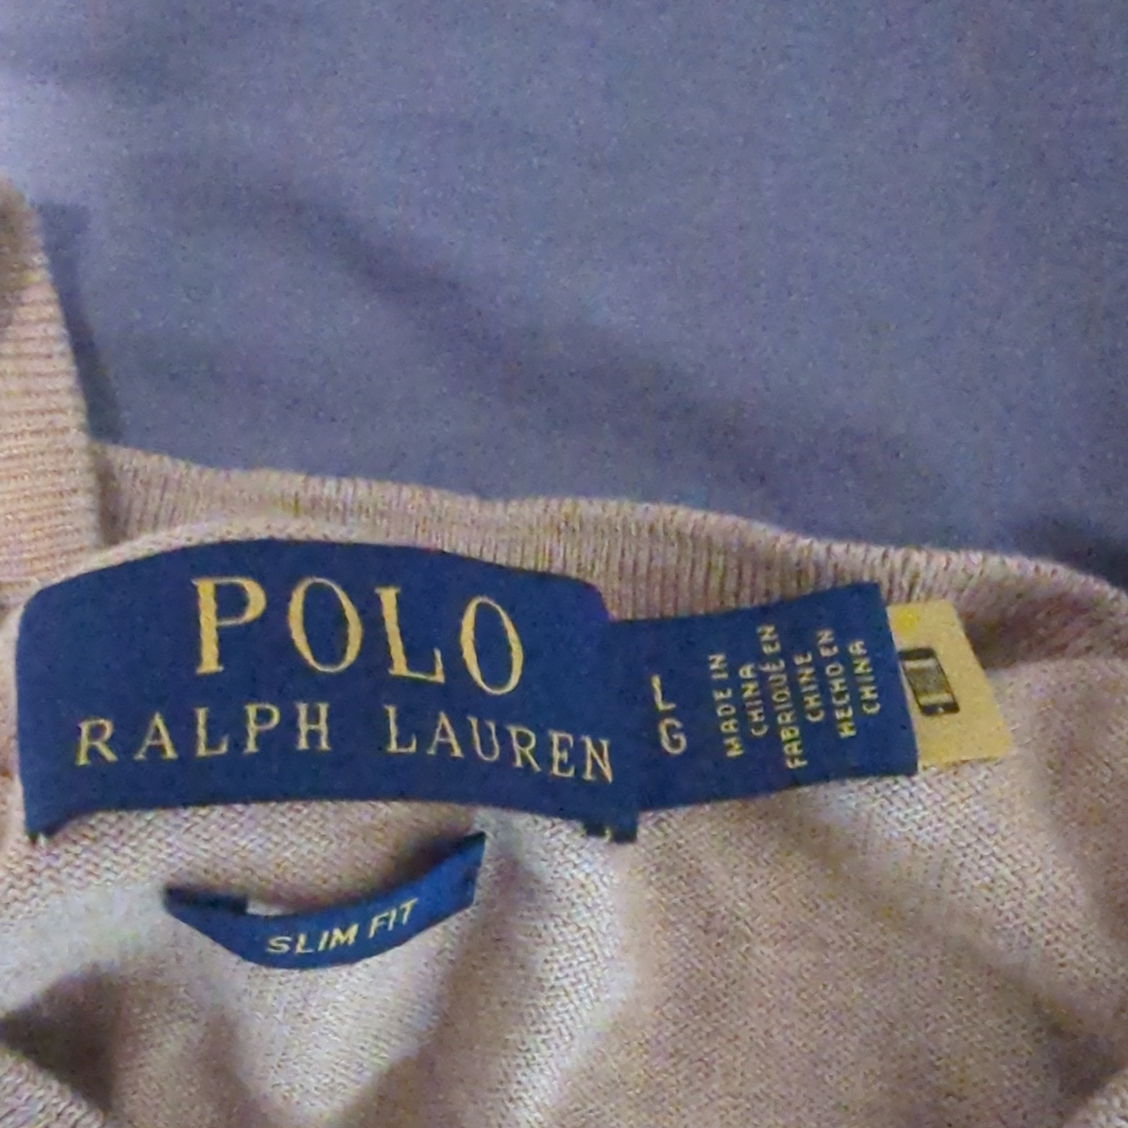 POLO
RALPH LAUREN
L
G
MADE IN
CHINA
FABRIQUÉ EN
CHINE
HECHO EN
CHINA
SLIM FIT